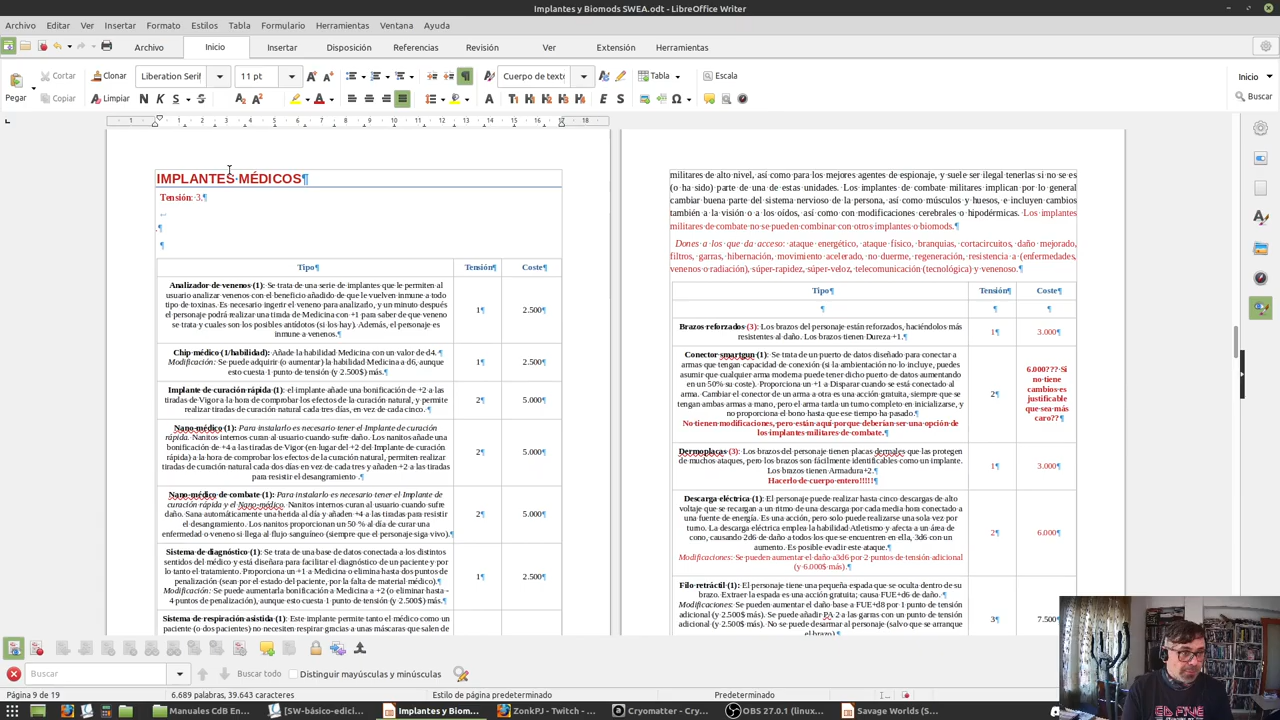 Implantes y Biomods SWEA.odt - LibreOffice Writer
Archivo Editar Ver Insertar Formato Estilos Tabla Formulario Herramientas Ventana Ayuda
Archivo Inicio Insertar Disposición Referencias Revisión Ver Extensión Herramientas
Pegar Cortar Clonar Liberation Serif 11 pt Cuerpo de texto Tabla Escala Inicio
Copiar Limpiar N K S S Buscar
IMPLANTES·MÉDICOS¶
Tensión: 3.¶
¶
¶
Tipo¶ Tensión¶ Coste¶
Analizador·de·venenos·(1): Se trata de una serie de implantes que le permiten al
usuario analizar venenos con el beneficio añadido de que le vuelven inmune a todo
tipo de toxinas. Es necesario ingerir el veneno para analizarlo, y un minuto después
el personaje podrá realizar una tirada de Medicina con +1 para saber de que veneno
se trata y cuales son los posibles antídotos (si los hay). Además, el personaje es
inmune a venenos.¶
1¶ 2.500¶
Chip·médico·(1/habilidad): Añade la habilidad Medicina con un valor de d4. ¶
Modificación: Se puede adquirir (o aumentar) la habilidad Medicina a d6, aunque
esto cuesta 1 punto de tensión (y 2.500$) más.¶
1¶ 2.500¶
Implante·de·curación·rápida·(1): el implante añade una bonificación de +2 a las
tiradas de Vigor a la hora de comprobar los efectos de la curación natural, y permite
realizar tiradas de curación natural cada tres días, en vez de cada cinco. ¶
2¶ 5.000¶
Nano-médico·(1): Para instalarlo es necesario tener el Implante de curación
rápida. Nanitos internos curan al usuario cuando sufre daño. Los nanitos añade una
bonificación de +4 a las tiradas de Vigor (en lugar del +2 del Implante de curación
rápida) a la hora de comprobar los efectos de la curación natural, permiten realizar
tiradas de curación natural cada dos días en vez de cada tres y añaden +2 a las tiradas
para resistir el desangramiento .¶
2¶ 5.000¶
Nano-médico·de·combate·(1): Para instalarlo es necesario tener el Implante de
curación rápida y el Nano-médico. Nanitos internos curan al usuario cuando sufre
daño. Sana automáticamente una herida al día y añaden +4 a las tiradas para resistir
el desangramiento. Los nanitos proporcionan un 50 % al día de curar una
enfermedad o veneno si llega al flujo sanguíneo (siempre que el personaje siga vivo).¶
2¶ 5.000¶
Sistema·de·diagnóstico·(1): Se trata de una base de datos conectada a los distintos
sentidos del médico y está diseñada para facilitar el diagnóstico de un paciente y por
lo tanto el tratamiento. Proporciona un +1 a Medicina o elimina hasta dos puntos de
penalización (sean por el estado del paciente, por la falta de material médico).¶
Modificación: Se puede aumentarla bonificación a Medicina a +2 (o eliminar hasta -
4 puntos de penalización), aunque esto cuesta 1 punto de tensión (y 2.500$) más.¶
1¶ 2.500¶
Sistema·de·respiración·asistida·(1): Este implante permite tanto el médico como un
paciente (o dos pacientes) no necesiten respirar gracias a unas máscaras que salen de
militares de alto nivel, así como para los mejores agentes de espionaje, y suele ser ilegal tenerlas si no se es
(o ha sido) parte de una de estas unidades. Los implantes de combate militares implican por lo general
cambiar buena parte del sistema nervioso de la persona, así como músculos y huesos, e incluyen cambios
también a la visión o a los oídos, así como con modificaciones cerebrales o hipodérmicas. Los implantes
militares de combate no se pueden combinar con otros implantes o biomods.¶
Dones a los que da acceso: ataque energético, ataque físico, branquias, cortacircuitos, daño mejorado,
filtros, garras, hibernación, movimiento acelerado, no duerme, regeneración, resistencia a (enfermedades,
venenos o radiación), súper-rapidez, súper-veloz, telecomunicación (tecnológica) y venenoso.¶
Tipo¶ Tensión¶ Coste¶
¶ ¶ ¶
Brazos reforzados (3): Los brazos del personaje están reforzados, haciéndolos más
resistentes al daño. Los brazos tienen Dureza +1.¶
1¶ 3.000¶
Conector smartgun (1): Se trata de un puerto de datos diseñado para conectar a
armas que tengan capacidad de conexión (si la ambientación no lo incluye, puedes
asumir que cualquier arma moderna puede tener dicho puerto de datos aumentando
en un 50% su coste). Proporciona un +1 a Disparar cuando se está conectado al
arma. Cambiar el conector de un arma a otra es una acción gratuita, siempre que se
tengan ambas armas a mano, pero el arma tarda un turno completo en inicializarse, y
no proporciona el bono hasta que ese tiempo ha pasado.¶
No·tienen·modificaciones,·pero·están·aquí·porque·deberían·ser·una·opción·de
los·implantes·militares·de·combate.¶
2¶
6.000???·Si
no·tiene
cambios·es
justificable
que·sea·más
caro??¶
Dermoplacas (3): Los brazos del personaje tienen placas dermales que las protegen
de muchos ataques, pero los brazos son fácilmente identificables como un implante.
Los brazos tienen Armadura+2.¶
Hacerlo·de·cuerpo·entero!!!!!¶
1¶ 3.000¶
Descarga·eléctrica·(1): El personaje puede realizar hasta cinco descargas de alto
voltaje que se recargan a un ritmo de una descarga por cada media hora conectado a
una fuente de energía. Es una acción, pero solo puede realizarse una sola vez por
turno. La descarga eléctrica emplea la habilidad Atletismo y afecta a un área de
cono, causando 2d6 de daño a todos los que se encuentren en ella, 3d6 con un
aumento. Es posible evadir este ataque.¶
Modificaciones: Se pueden aumentar el daño a3d6 por 2 puntos de tensión adicional
(y 6.000$ más).¶
2¶ 6.000¶
Filo·retráctil·(1): El personaje tiene una pequeña espada que se oculta dentro de su
brazo. Extraer la espada es una acción gratuita; causa FUE+d6 de daño. ¶
Modificaciones: Se pueden aumentar el daño base a FUE+d8 por 1 punto de tensión
adicional (y 2.500$ más). Se puede añadir PA 2 a las garras con un punto de tensión
adicional (y 2.500$ más). No se puede desarmar al personaje (salvo que se arranque
el brazo).¶
3¶ 7.500¶
Buscar Buscar todo Distinguir mayúsculas y minúsculas
Página 9 de 19 6.689 palabras, 39.643 caracteres Estilo de página predeterminado Predeterminado
Manuales CdB En... [SW-básico-edici... Implantes y Biom... ZonkPJ - Twitch - ... Cryomatter - Cry... OBS 27.0.1 (linux... Savage Worlds (S...